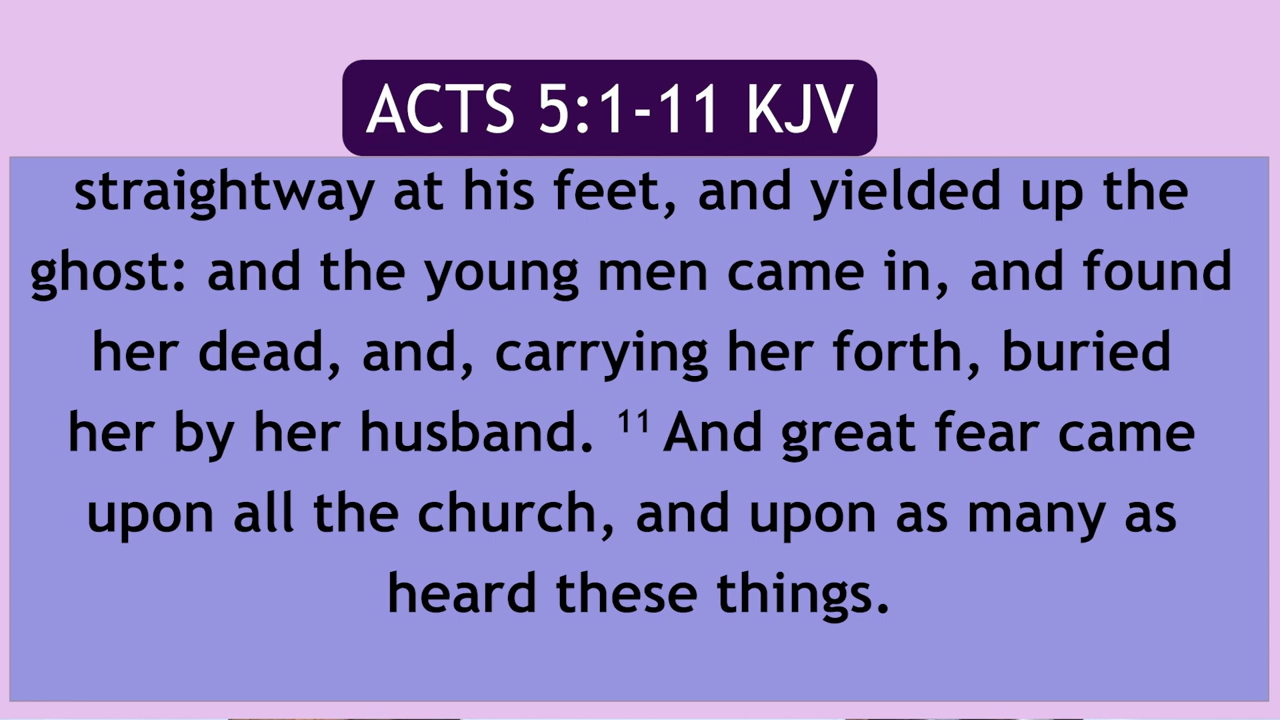 ACTS 5:1-11 KJV
straightway at his feet, and yielded up the
ghost: and the young men came in, and found
her dead, and, carrying her forth, buried
her by her husband. 11 And great fear came
upon all the church, and upon as many as
heard these things.